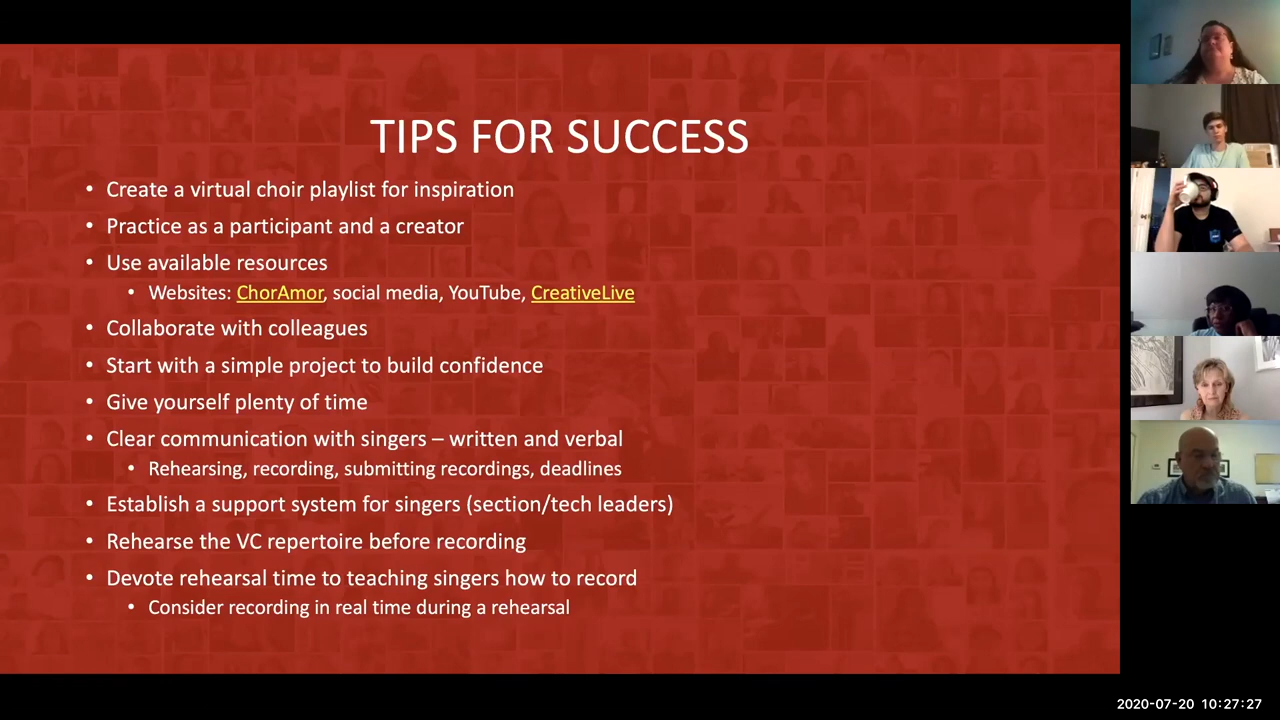 TIPS FOR SUCCESS
• Create a virtual choir playlist for inspiration
• Practice as a participant and a creator
• Use available resources
• Websites: ChorAmor, social media, YouTube, CreativeLive
• Collaborate with colleagues
• Start with a simple project to build confidence
• Give yourself plenty of time
• Clear communication with singers – written and verbal
• Rehearsing, recording, submitting recordings, deadlines
• Establish a support system for singers (section/tech leaders)
• Rehearse the VC repertoire before recording
• Devote rehearsal time to teaching singers how to record
• Consider recording in real time during a rehearsal
2020-07-20 10:27:27